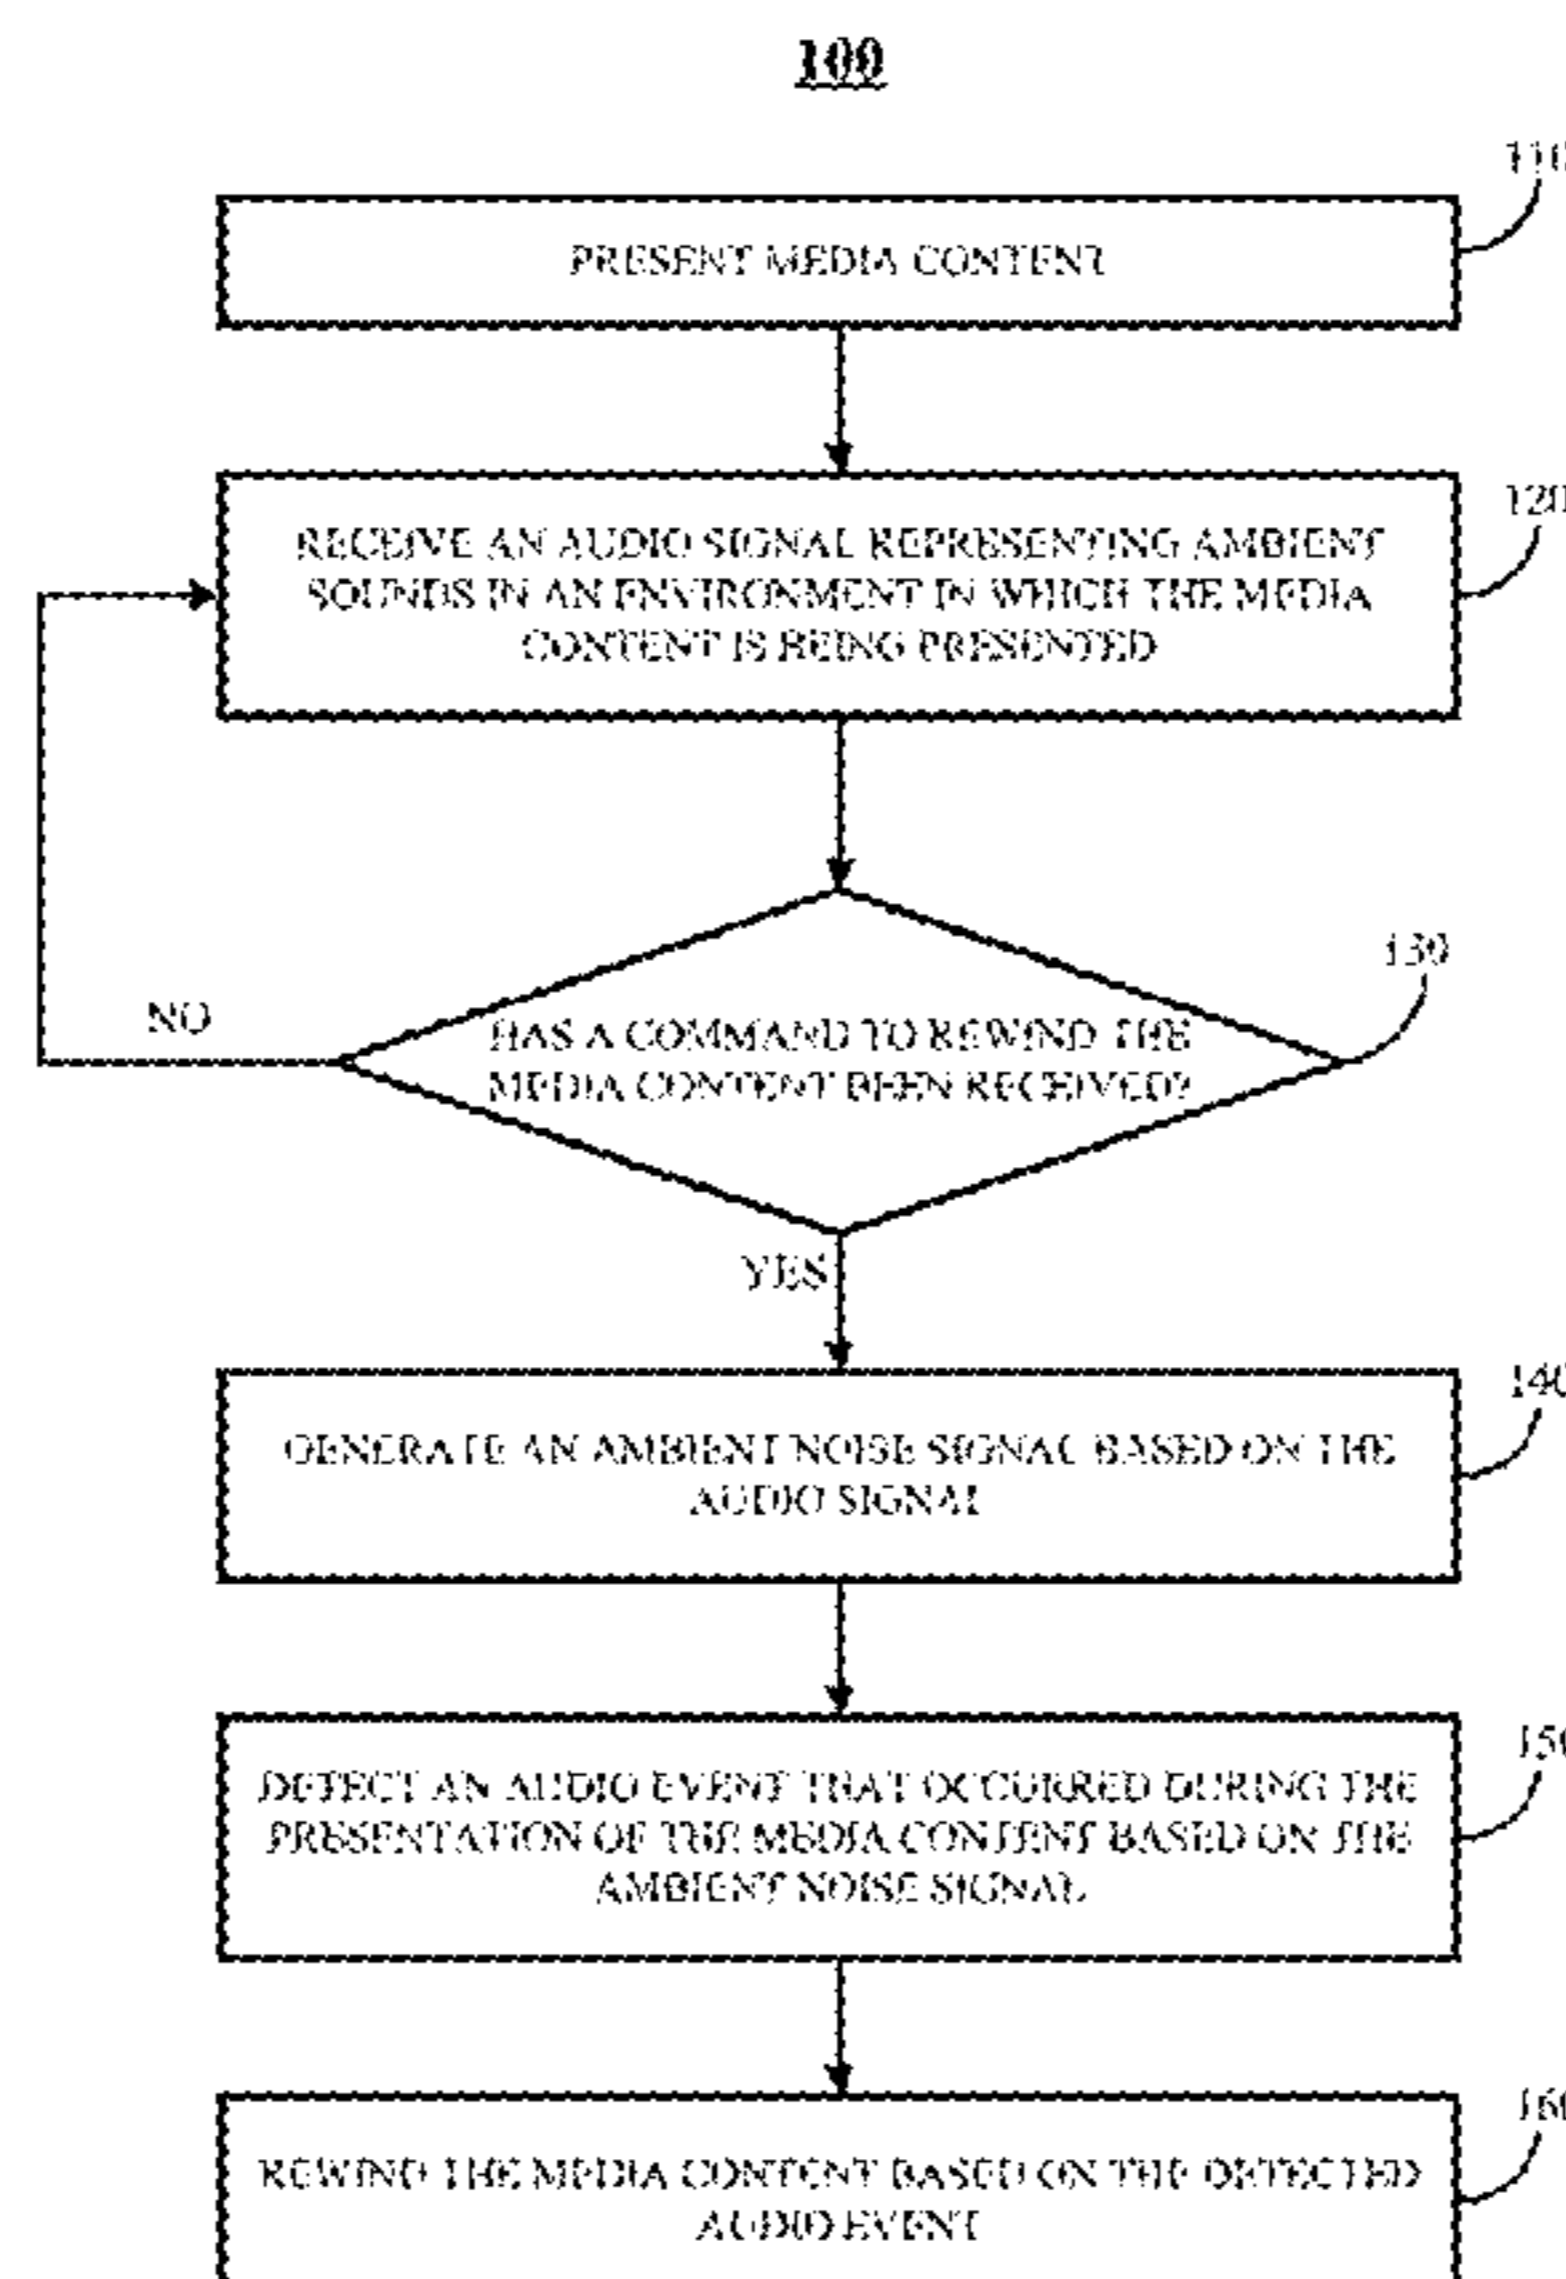 100
110
PRESENT MEDIA CONTENT
120
RECEIVE AN AUDIO SIGNAL REPRESENTING AMBIENT
SOUNDS IN AN ENVIRONMENT IN WHICH THE MEDIA
CONTENT IS BEING PRESENTED
130
NO
HAS A COMMAND TO REWIND THE
MEDIA CONTENT BEEN RECEIVED?
YES
140
GENERATE AN AMBIENT NOISE SIGNAL BASED ON THE
AUDIO SIGNAL
150
DETECT AN AUDIO EVENT THAT OCCURRED DURING THE
PRESENTATION OF THE MEDIA CONTENT BASED ON THE
AMBIENT NOISE SIGNAL
160
REWIND THE MEDIA CONTENT BASED ON THE DETECTED
AUDIO EVENT